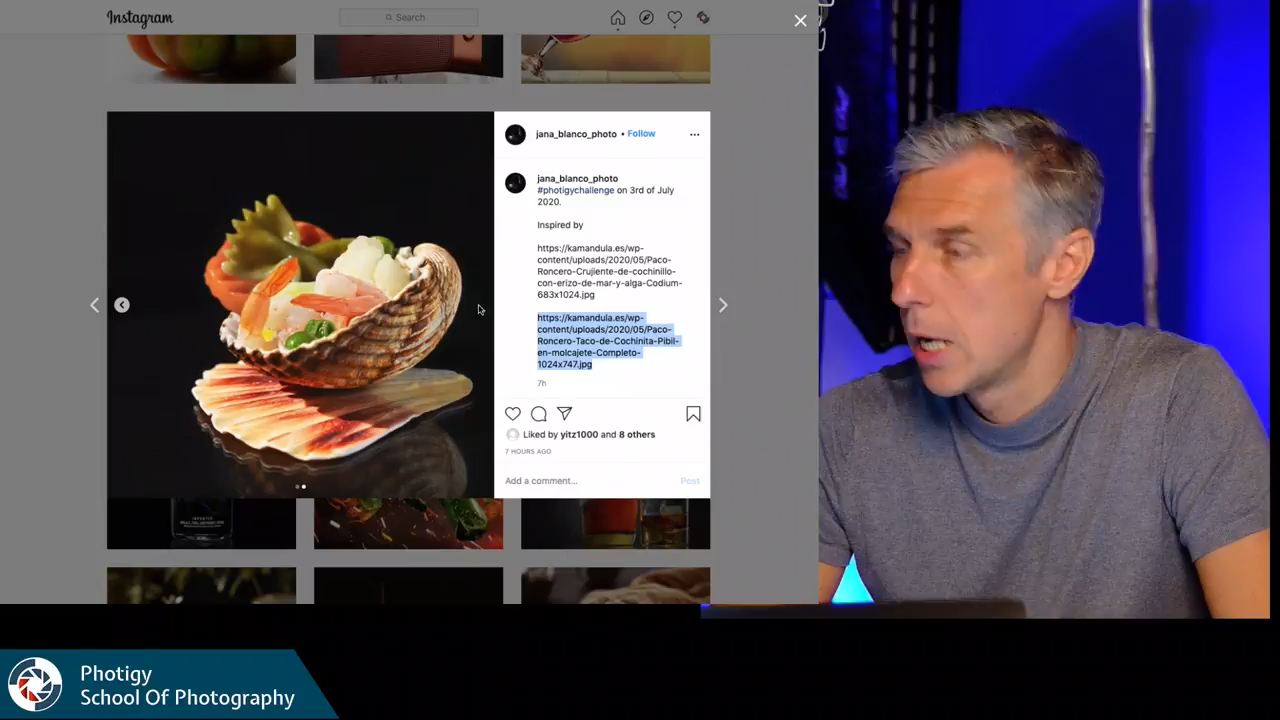 Instagram
Search
jana_blanco_photo • Follow
jana_blanco_photo
#photigychallenge on 3rd of July
2020.
Inspired by
https://kamandula.es/wp-
content/uploads/2020/05/Paco-
Roncero-Crujiente-de-cochinillo-
con-erizo-de-mar-y-alga-Codium-
683x1024.jpg
https://kamandula.es/wp-
content/uploads/2020/05/Paco-
Roncero-Taco-de-Cochinita-Pibil-
en-molcajete-Completo-
1024x747.jpg
7h
Liked by yitz1000 and 8 others
7 HOURS AGO
Add a comment...
Post
IMPORTED
Photigy
School Of Photography